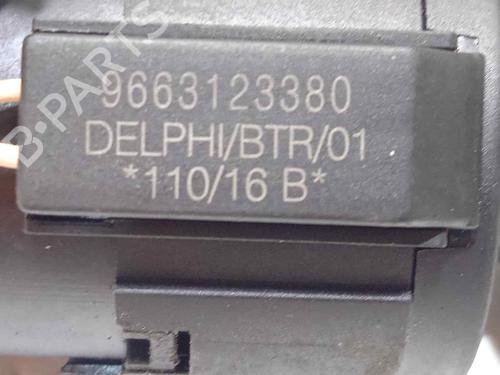 9663123380
DELPHI/BTR/01
*110/16 B*
B-PARTS